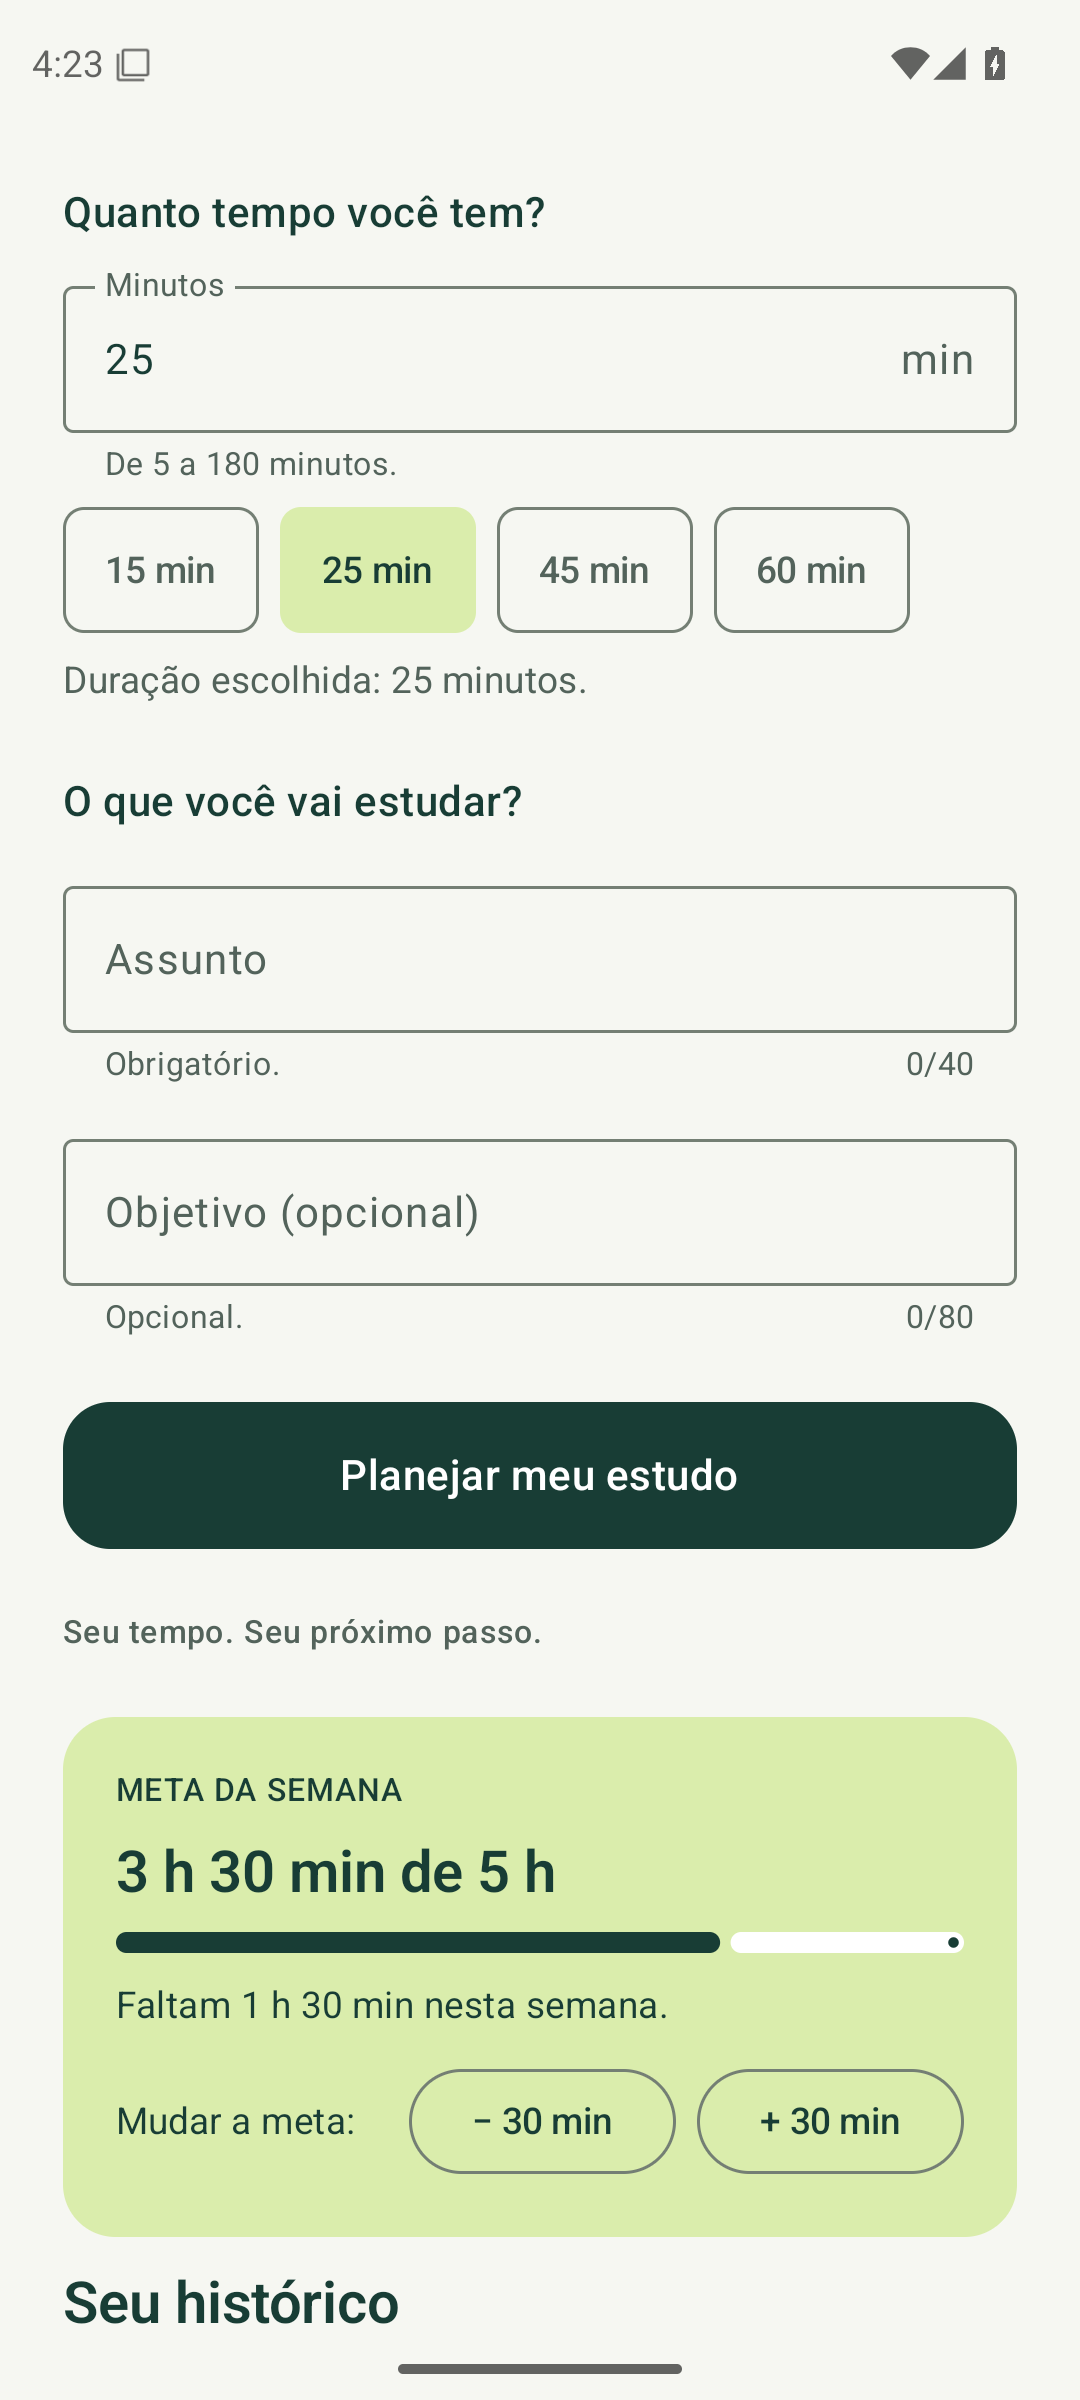 4:23
Quanto tempo você tem?
Minutos
25 min
De 5 a 180 minutos.
15 min 25 min 45 min 60 min
Duração escolhida: 25 minutos.
O que você vai estudar?
Assunto
Obrigatório. 0/40
Objetivo (opcional)
Opcional. 0/80
Planejar meu estudo
Seu tempo. Seu próximo passo.
META DA SEMANA
3 h 30 min de 5 h
Faltam 1 h 30 min nesta semana.
Mudar a meta: − 30 min + 30 min
Seu histórico